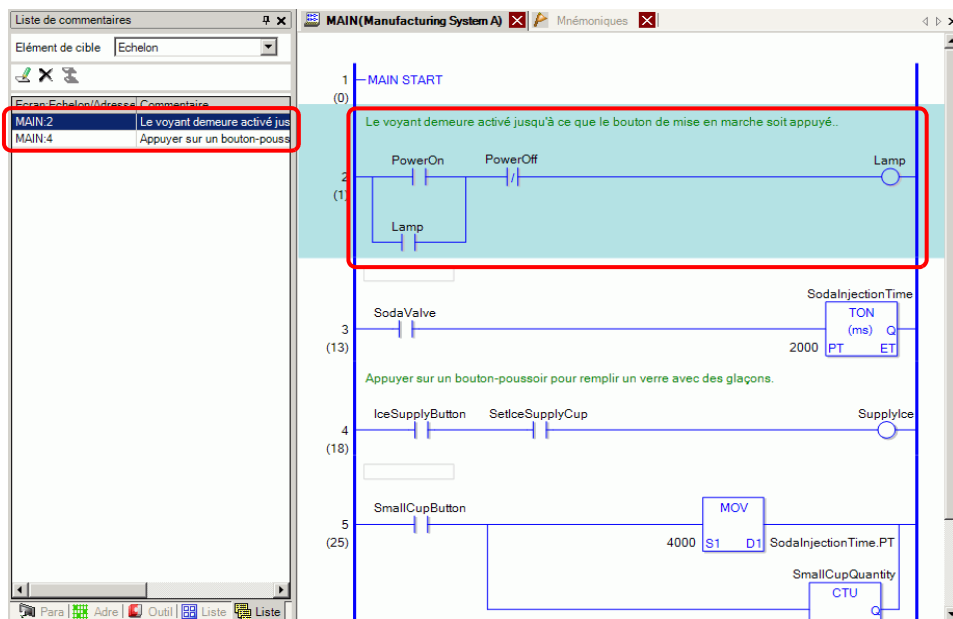 Liste de commentaires
Elément de cible Echelon
Ecran:Echelon/Adresse Commentaire
MAIN:2 Le voyant demeure activé jus
MAIN:4 Appuyer sur un bouton-pouss
Para Adre Outil Liste Liste
MAIN(Manufacturing System A) Mnémoniques
1 MAIN START
(0)
Le voyant demeure activé jusqu'à ce que le bouton de mise en marche soit appuyé..
PowerOn PowerOff Lamp
2
(1)
Lamp
SodaInjectionTime
SodaValve TON
3 (ms) Q
(13) 2000 PT ET
Appuyer sur un bouton-poussoir pour remplir un verre avec des glaçons.
IceSupplyButton SetIceSupplyCup SupplyIce
4
(18)
SmallCupButton MOV
5
(25) 4000 S1 D1 SodaInjectionTime.PT
SmallCupQuantity
CTU
Q